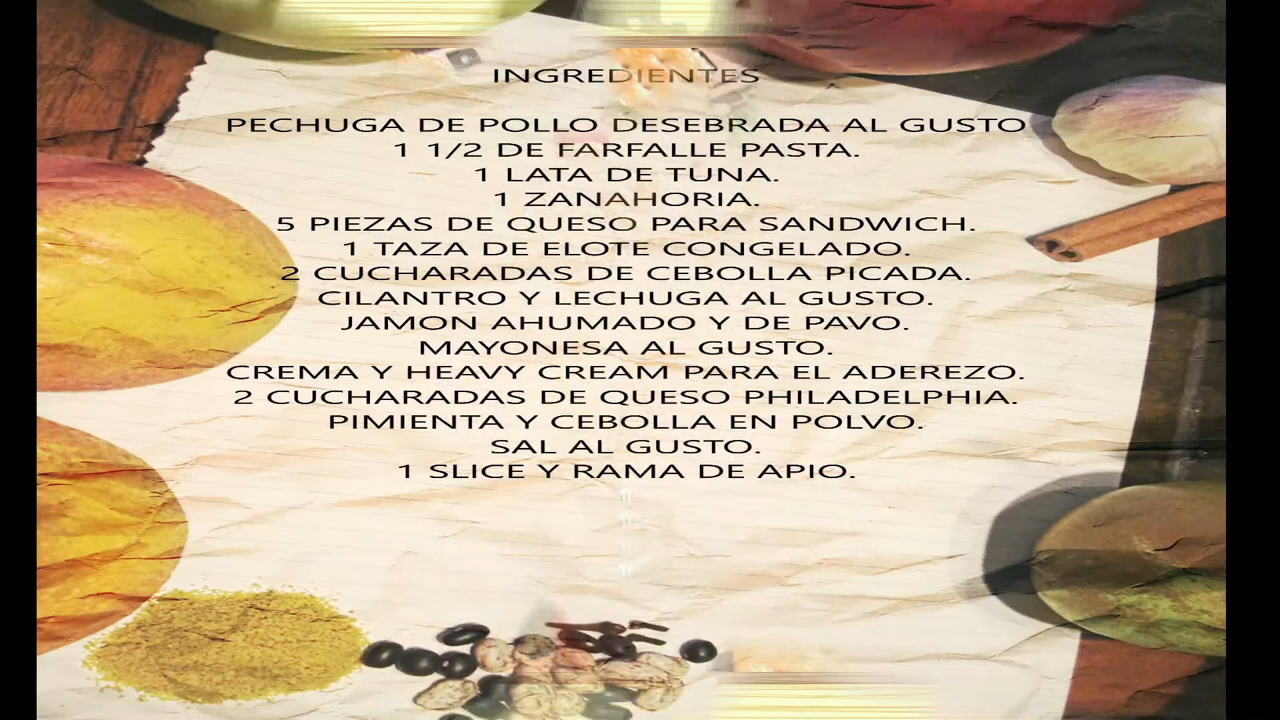 INGREDIENTES
PECHUGA DE POLLO DESEBRADA AL GUSTO
1 1/2 DE FARFALLE PASTA.
1 LATA DE TUNA.
1 ZANAHORIA.
5 PIEZAS DE QUESO PARA SANDWICH.
1 TAZA DE ELOTE CONGELADO.
2 CUCHARADAS DE CEBOLLA PICADA.
CILANTRO Y LECHUGA AL GUSTO.
JAMON AHUMADO Y DE PAVO.
MAYONESA AL GUSTO.
CREMA Y HEAVY CREAM PARA EL ADEREZO.
2 CUCHARADAS DE QUESO PHILADELPHIA.
PIMIENTA Y CEBOLLA EN POLVO.
SAL AL GUSTO.
1 SLICE Y RAMA DE APIO.